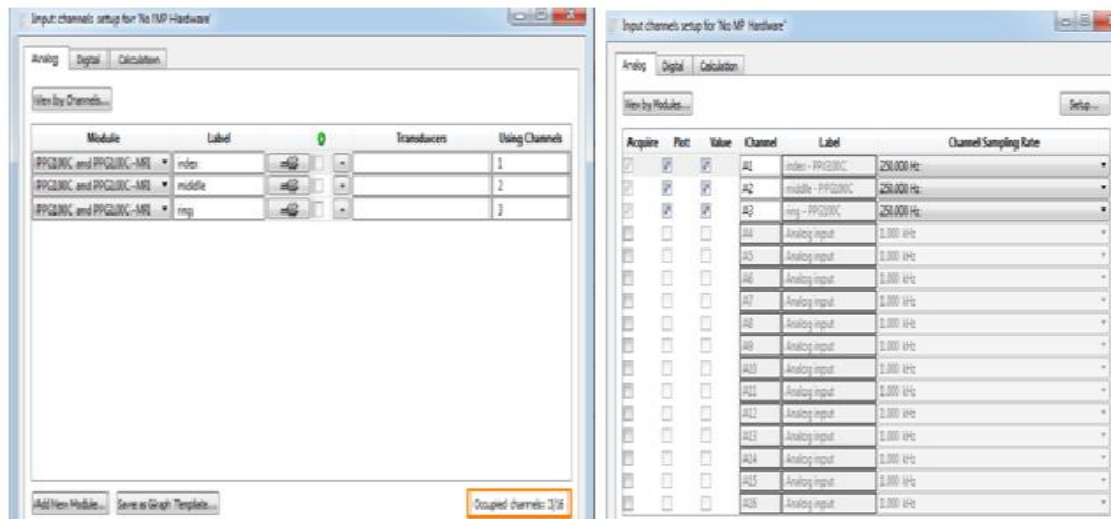 Input channels setup for 'No MP Hardware'
Analog Digital Calculation
View by Channels...
Module Label Transducers Using Channels
PPG100C and PPG100C-MRI index 1
PPG100C and PPG100C-MRI middle 2
PPG100C and PPG100C-MRI ring 3
Add New Module... Save as Graph Template...
Occupied channels: 3/16
Input channels setup for 'No MP Hardware'
Analog Digital Calculation
View by Modules... Setup...
Acquire Plot Value Channel Label Channel Sampling Rate
A1 index - PPG100C 250.000 Hz
A2 middle - PPG100C 250.000 Hz
A3 ring - PPG100C 250.000 Hz
A4 Analog input 1.000 kHz
A5 Analog input 1.000 kHz
A6 Analog input 1.000 kHz
A7 Analog input 1.000 kHz
A8 Analog input 1.000 kHz
A9 Analog input 1.000 kHz
A10 Analog input 1.000 kHz
A11 Analog input 1.000 kHz
A12 Analog input 1.000 kHz
A13 Analog input 1.000 kHz
A14 Analog input 1.000 kHz
A15 Analog input 1.000 kHz
A16 Analog input 1.000 kHz